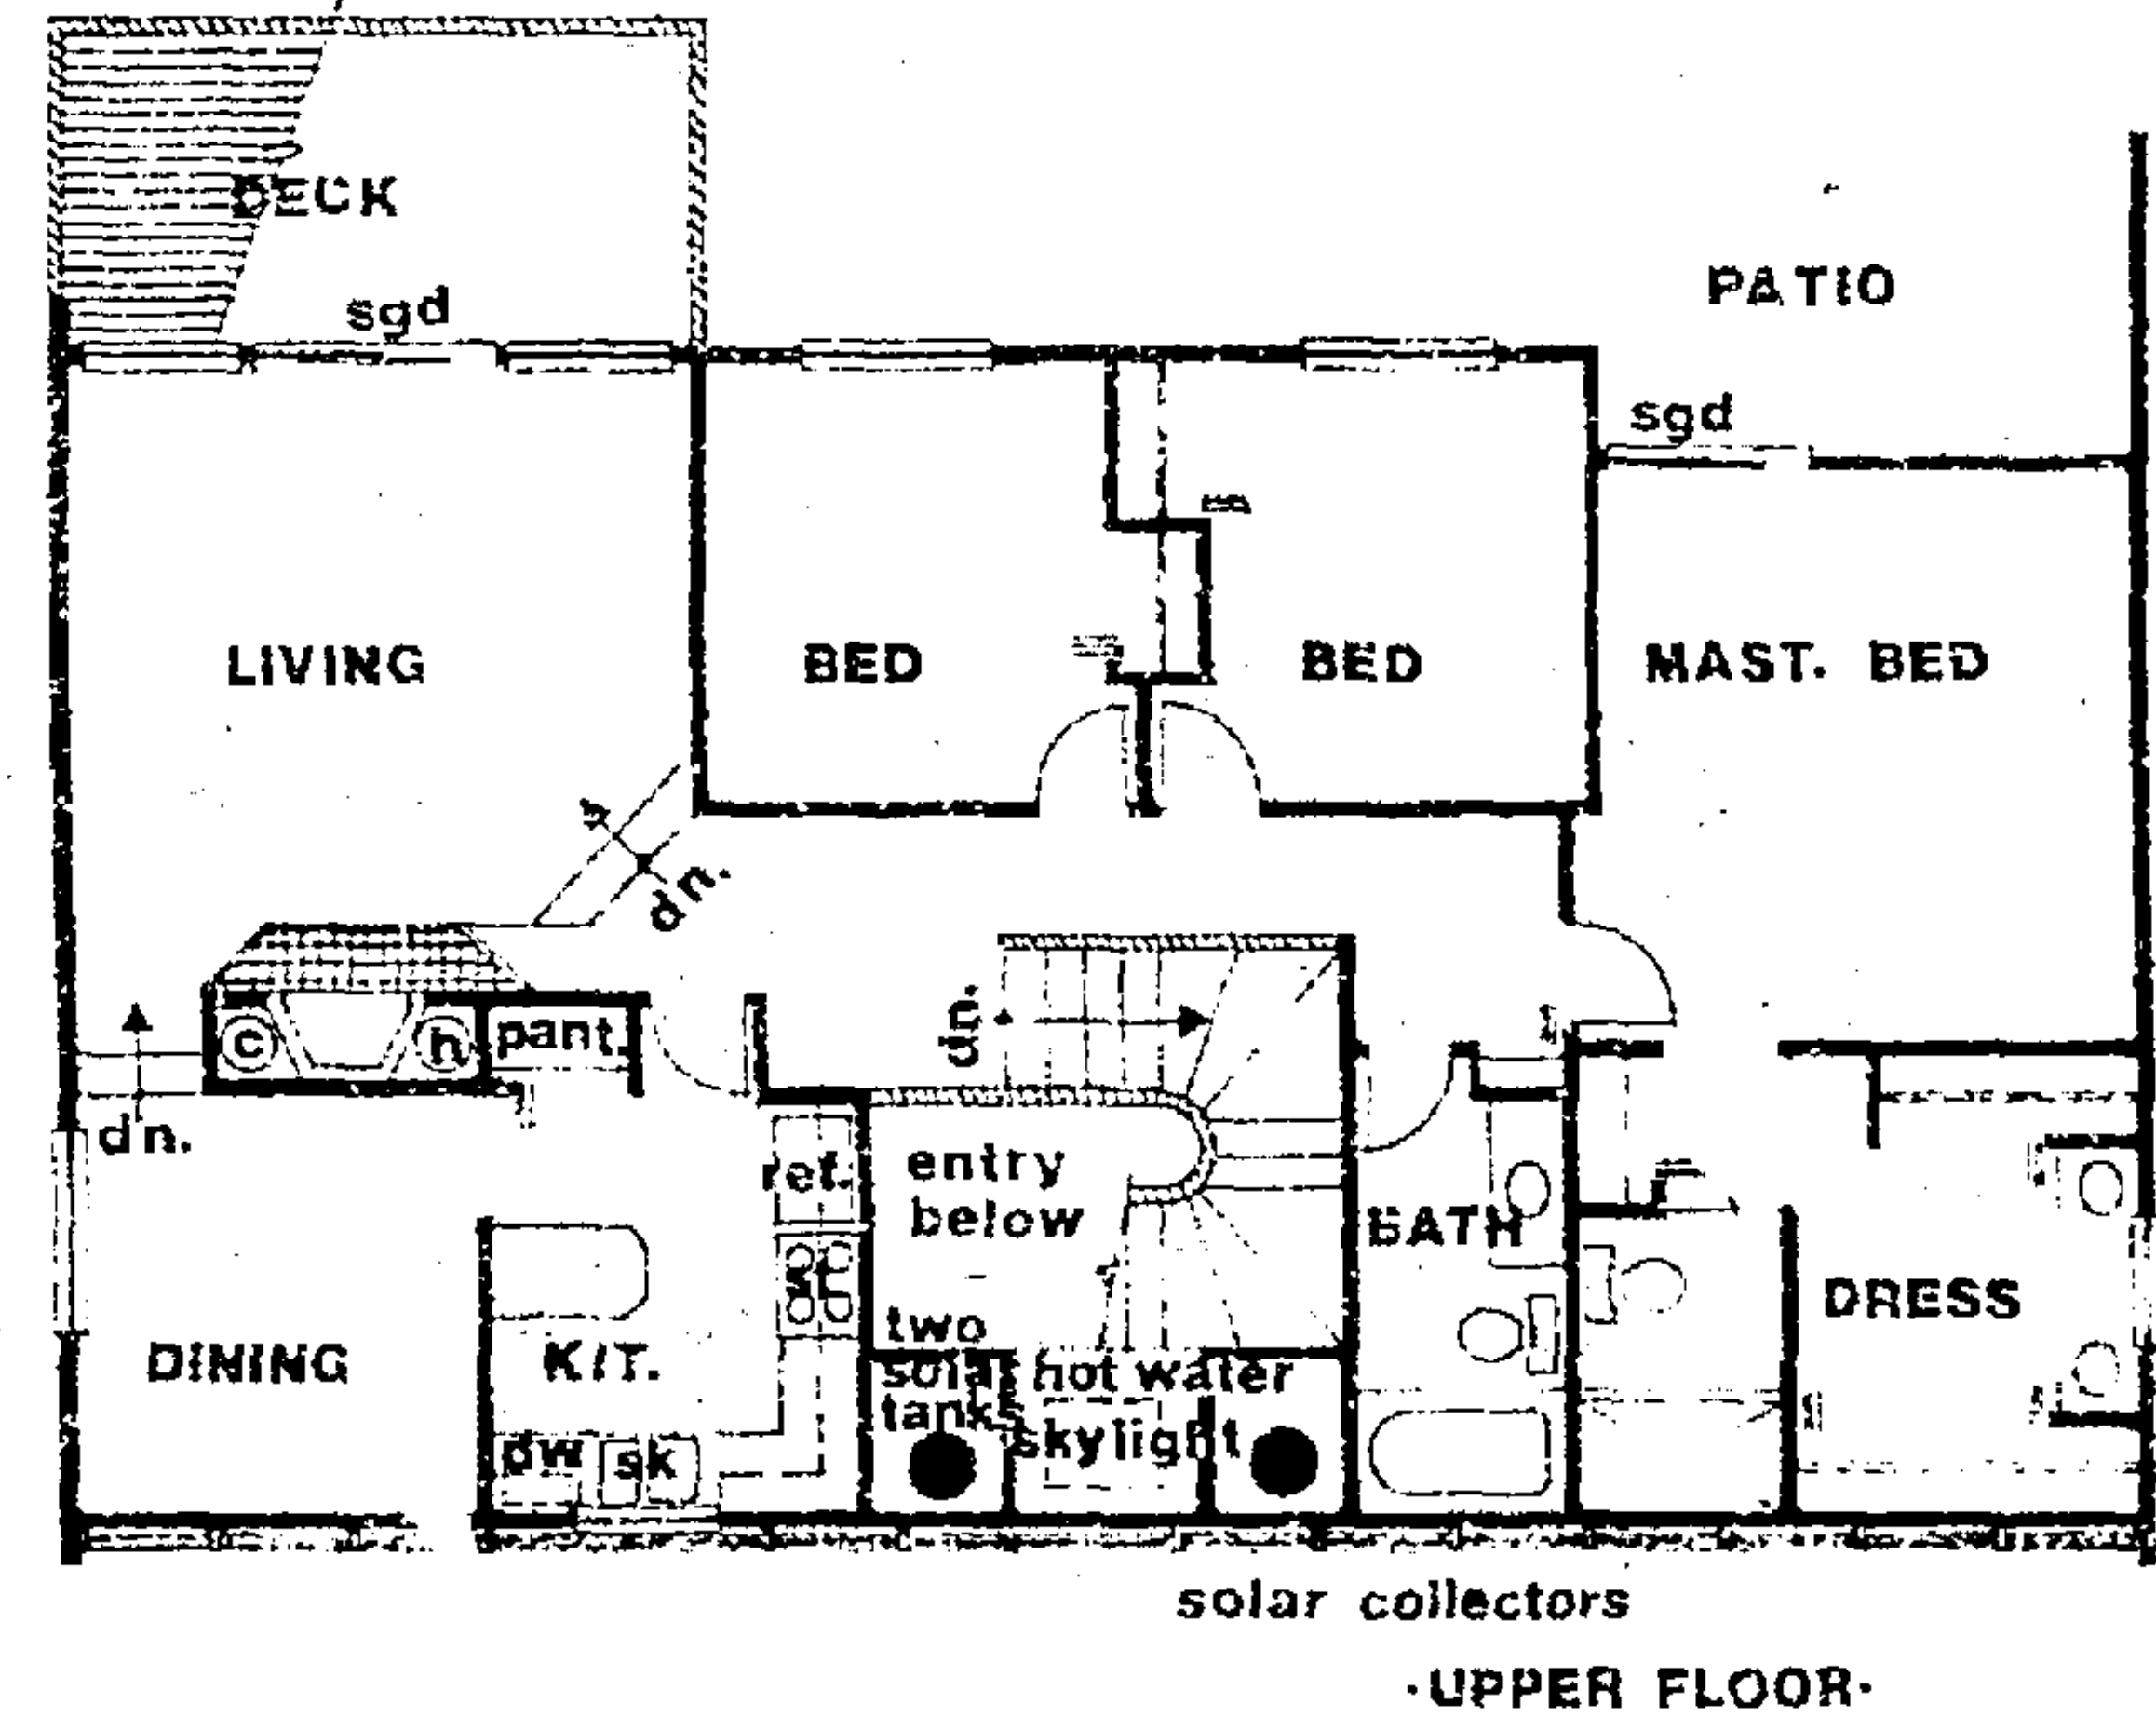 DECK
sgd
PATIO
sgd
LIVING
BED
BED
MAST. BED
dn.
dn.
c
h
pant.
dn.
ref.
entry
below
BATH
DRESS
DINING
KIT.
two
solar hot water
tanks
skylight
dw
sk
solar collectors
·UPPER FLOOR·